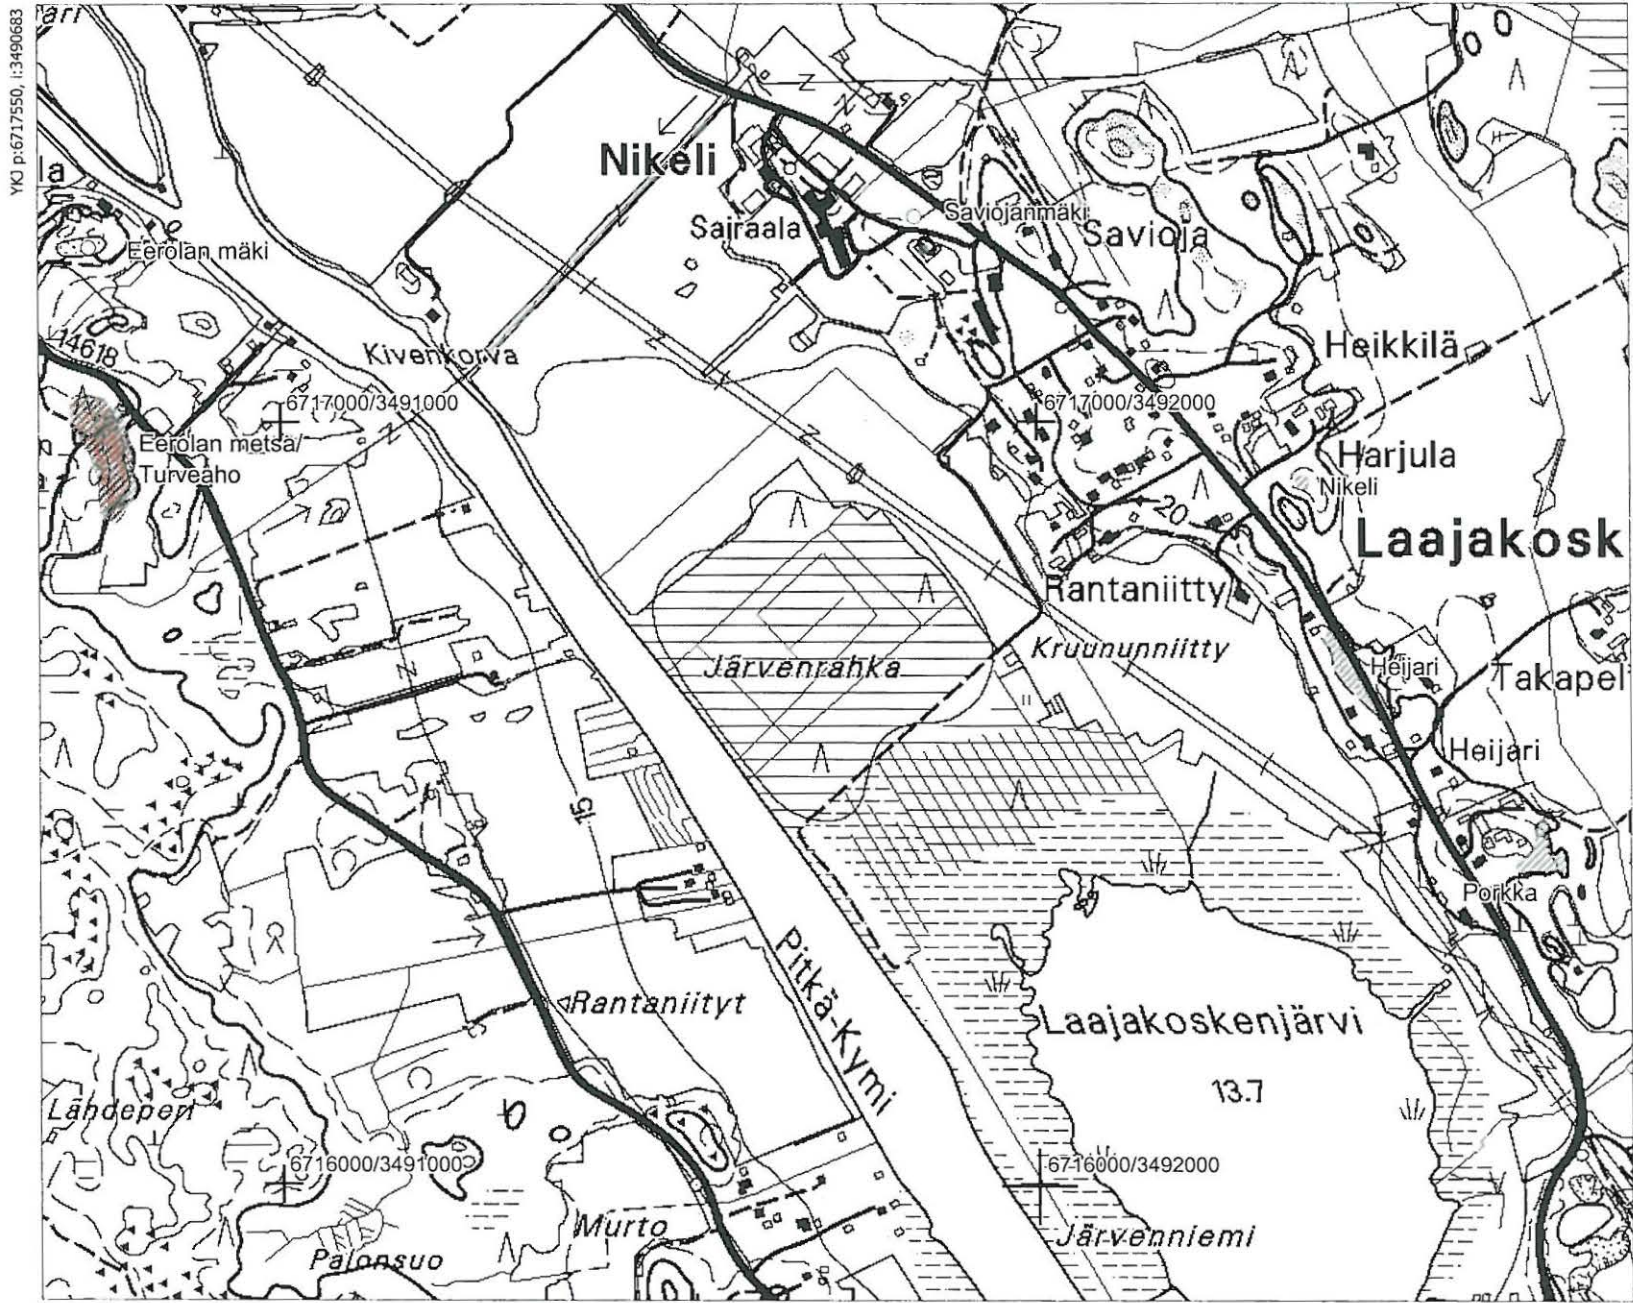 YKJ p:6717550, i:3490683
äri
la
Nikeli
Sairaala
Saviojanmäki
Savioja
Eerolan mäki
14618
Kivenkorva
Heikkilä
6717000/3491000
6717000/3492000
Eerolan metsä/
Turveaho
Harjula
Nikeli
20
Laajakosk
Rantaniitty
Kruununniitty
Järvenrahka
Heijari
Takapel
Heijari
15
Porkka
Pitkä-Kymi
Rantaniityt
Laajakoskenjärvi
13.7
Lähdeperi
6716000/3491000
6716000/3492000
Murto
Järvenniemi
Palonsuo